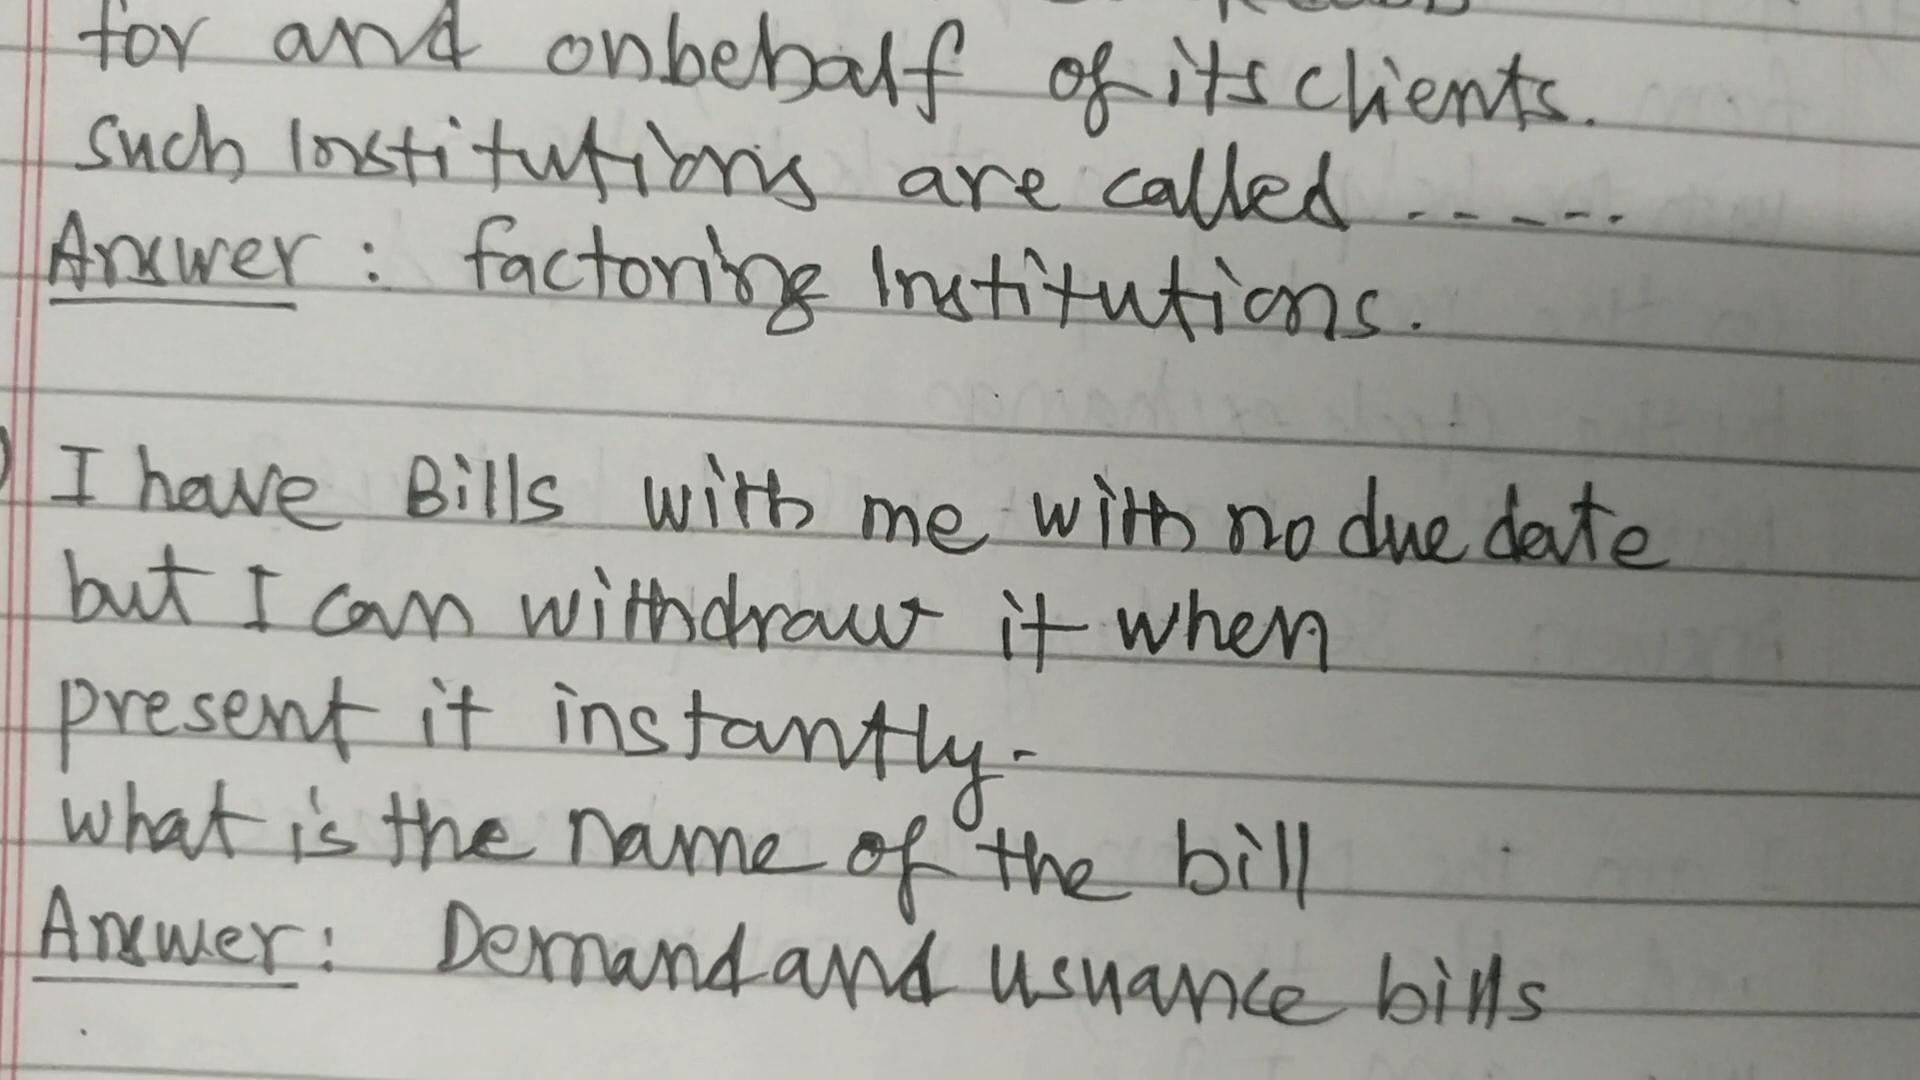 for and onbehalf of its clients.
such Institutions are called ......
Answer: factoring Institutions.
I have Bills with me with no due date
but I can withdraw it when
present it instantly.
what is the name of the bill
Answer: Demand and usuance bills